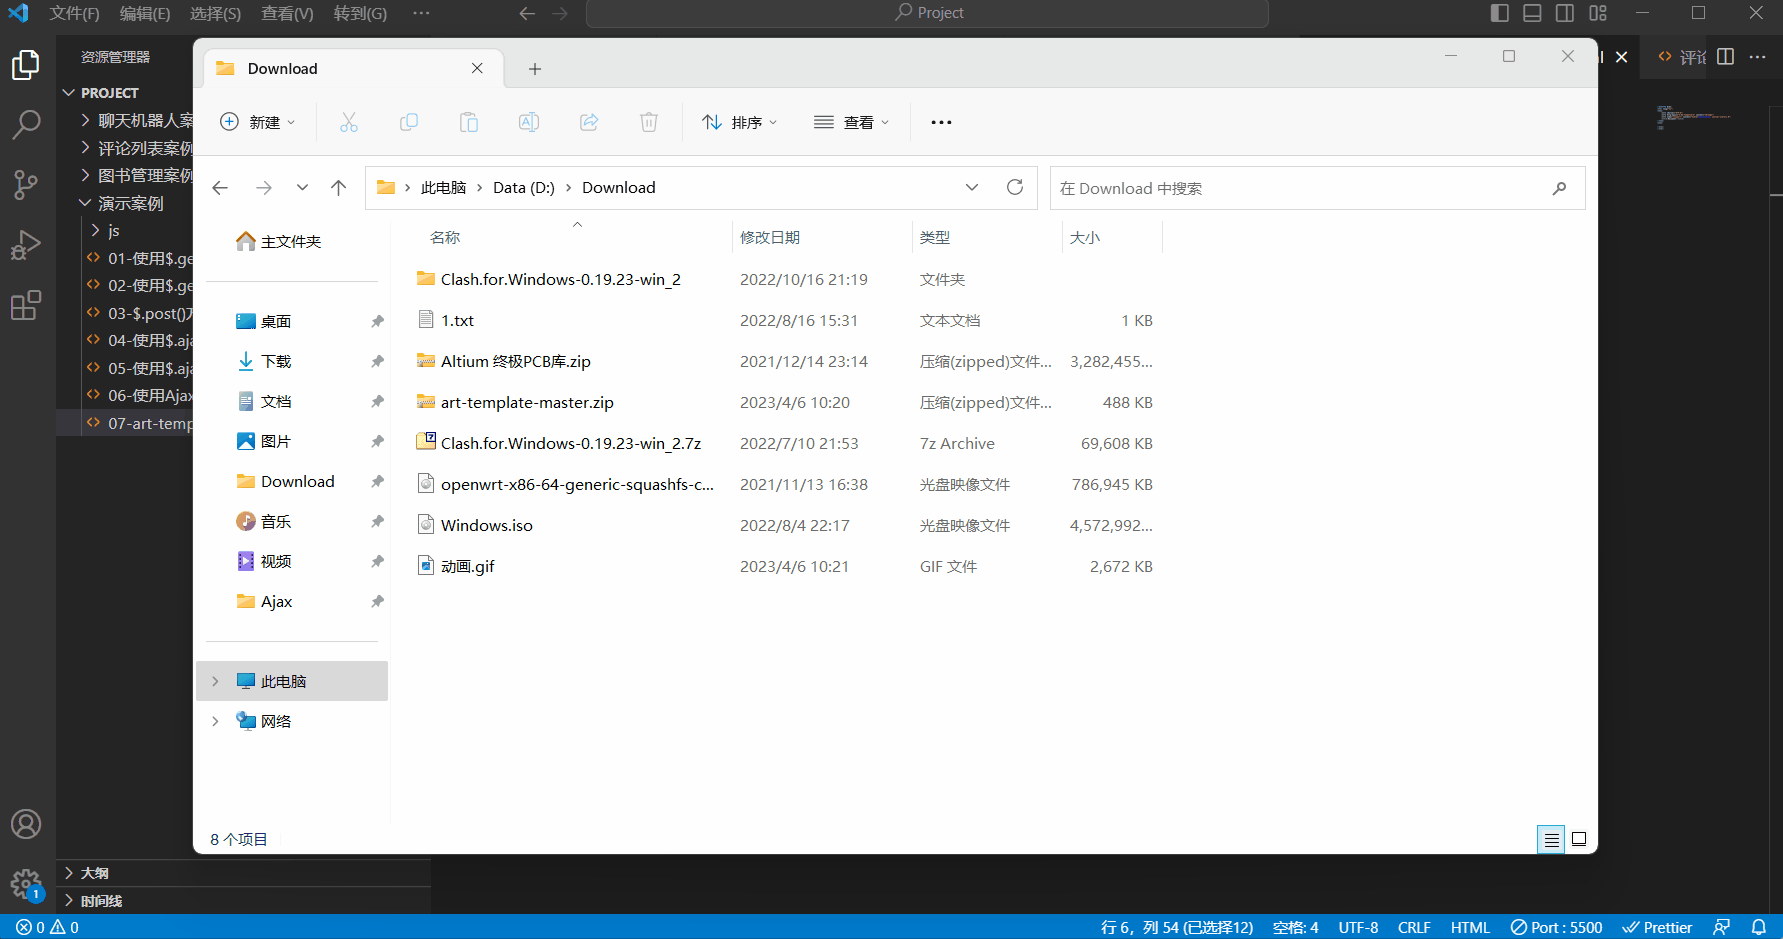 文件(F) 编辑(E) 选择(S) 查看(V) 转到(G) ··· Project
资源管理器
PROJECT
聊天机器人案
评论列表案例
图书管理案例
演示案例
js
01-使用$.ge
02-使用$.ge
03-$.post()
04-使用$.aja
05-使用$.aja
06-使用Ajax
07-art-temp
大纲
时间线
评论
Download
新建
排序
查看
此电脑 > Data (D:) > Download
在 Download 中搜索
主文件夹
桌面
下载
文档
图片
Download
音乐
视频
Ajax
此电脑
网络
名称 修改日期 类型 大小
Clash.for.Windows-0.19.23-win_2 2022/10/16 21:19 文件夹
1.txt 2022/8/16 15:31 文本文档 1 KB
Altium 终极PCB库.zip 2021/12/14 23:14 压缩(zipped)文件... 3,282,455...
art-template-master.zip 2023/4/6 10:20 压缩(zipped)文件... 488 KB
Clash.for.Windows-0.19.23-win_2.7z 2022/7/10 21:53 7z Archive 69,608 KB
openwrt-x86-64-generic-squashfs-c... 2021/11/13 16:38 光盘映像文件 786,945 KB
Windows.iso 2022/8/4 22:17 光盘映像文件 4,572,992...
动画.gif 2023/4/6 10:21 GIF 文件 2,672 KB
8 个项目
1
0 0 行 6，列 54 (已选择12) 空格: 4 UTF-8 CRLF HTML Port : 5500 Prettier